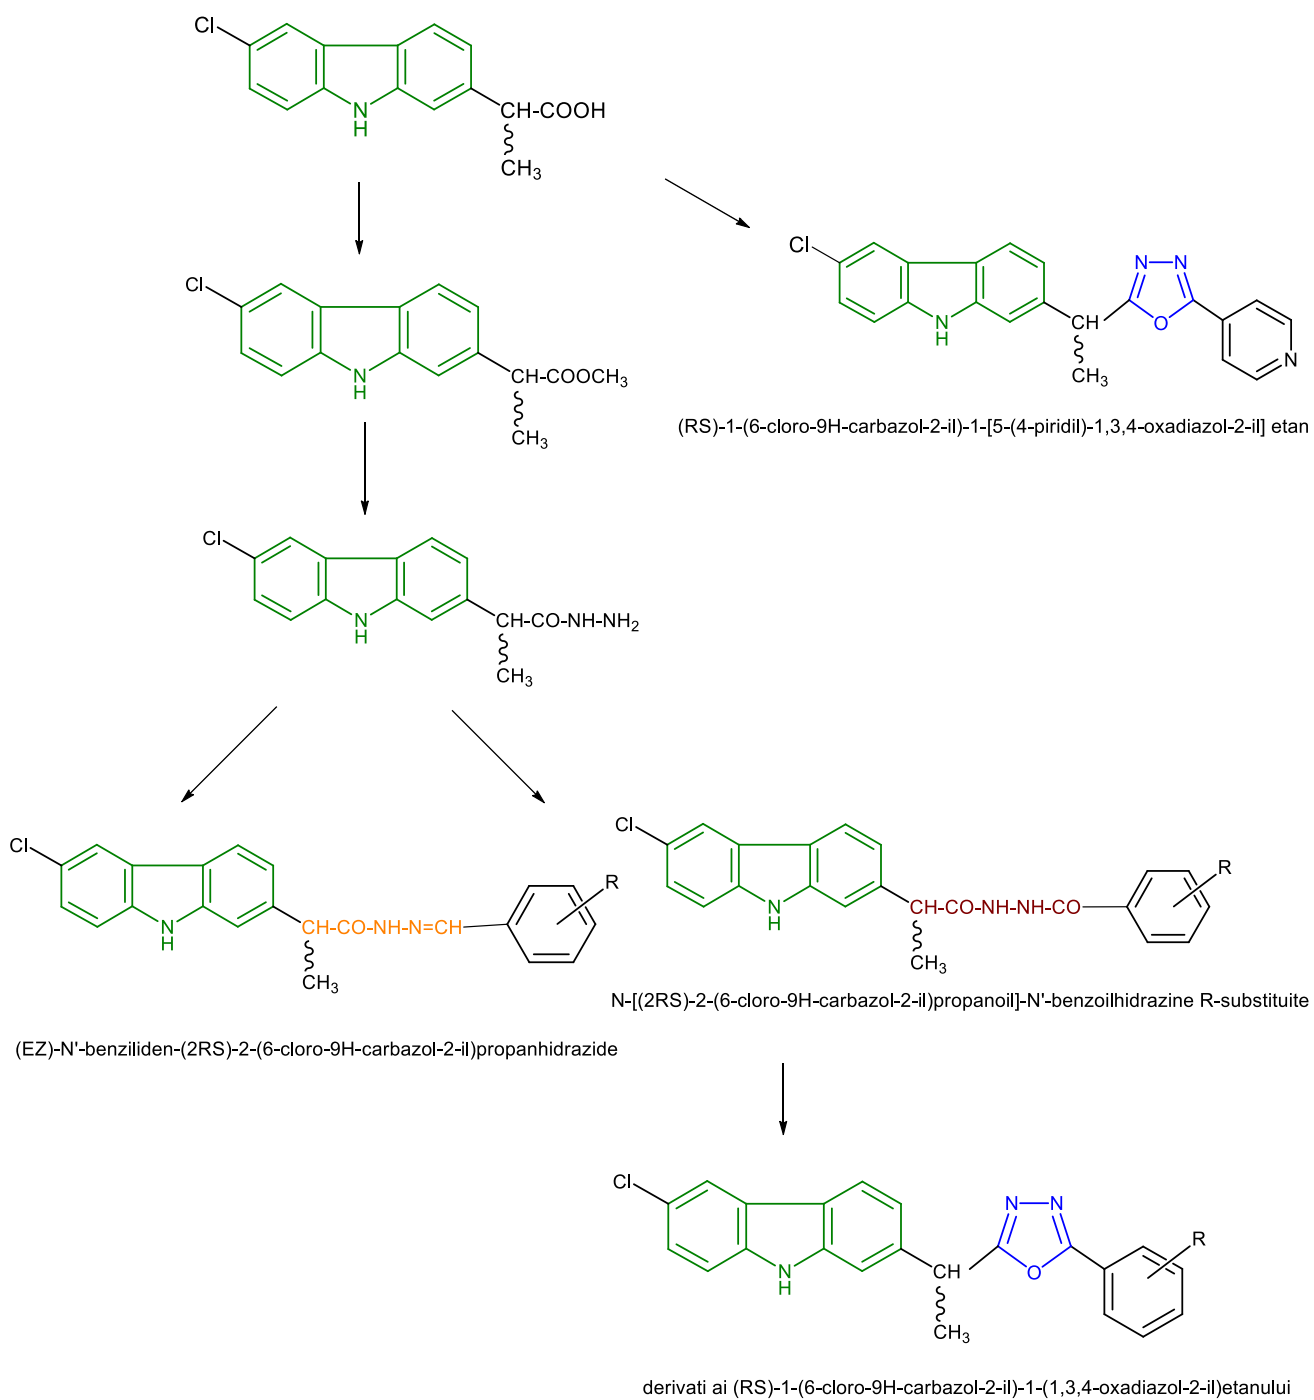 Cl
N
H
CH-COOH
CH3
Cl
N
H
CH
CH3
N
N
O
N
(RS)-1-(6-cloro-9H-carbazol-2-il)-1-[5-(4-piridil)-1,3,4-oxadiazol-2-il] etan
Cl
N
H
CH-COOCH3
CH3
Cl
N
H
CH-CO-NH-NH2
CH3
Cl
N
H
CH-CO-NH-N=CH
CH3
R
(EZ)-N'-benziliden-(2RS)-2-(6-cloro-9H-carbazol-2-il)propanhidrazide
Cl
N
H
CH-CO-NH-NH-CO
CH3
R
N-[(2RS)-2-(6-cloro-9H-carbazol-2-il)propanoil]-N'-benzoilhidrazine R-substituite
Cl
N
H
CH
CH3
N
N
O
R
derivati ai (RS)-1-(6-cloro-9H-carbazol-2-il)-1-(1,3,4-oxadiazol-2-il)etanului